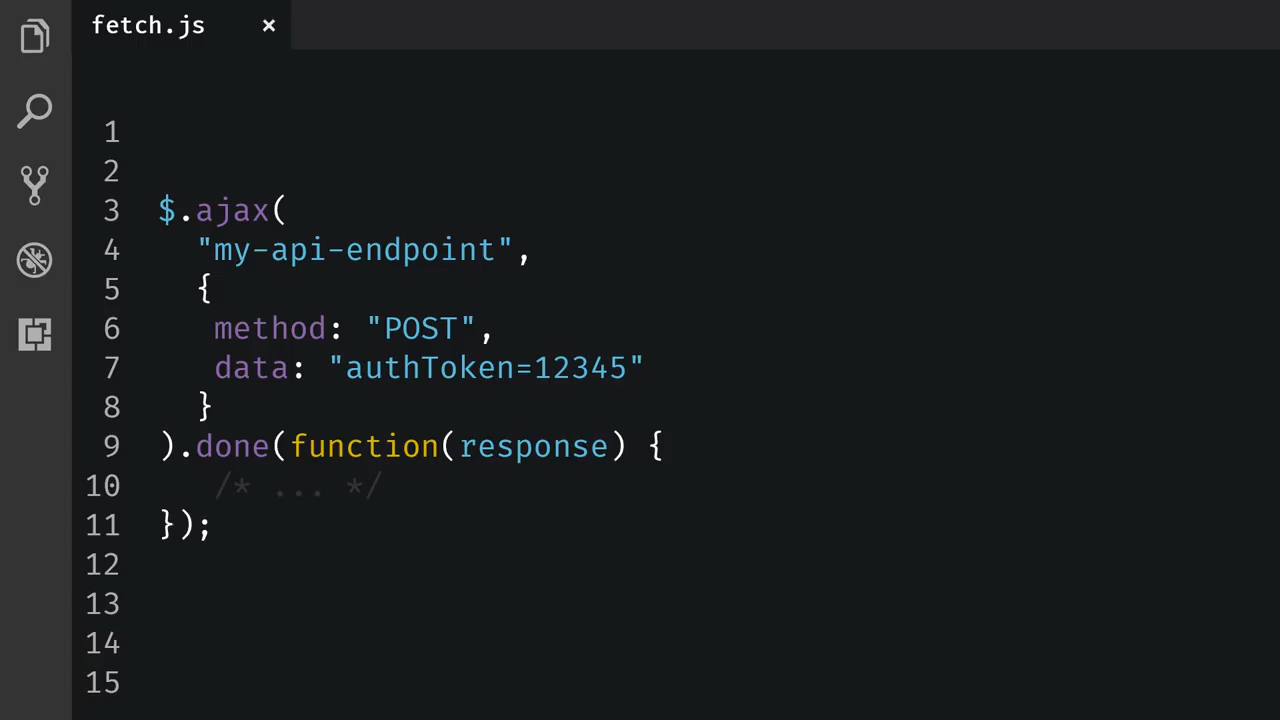 fetch.js ×
1
2
3 $.ajax(
4 "my-api-endpoint",
5 {
6 method: "POST",
7 data: "authToken=12345"
8 }
9 ).done(function(response) {
10 /* ... */
11 });
12
13
14
15